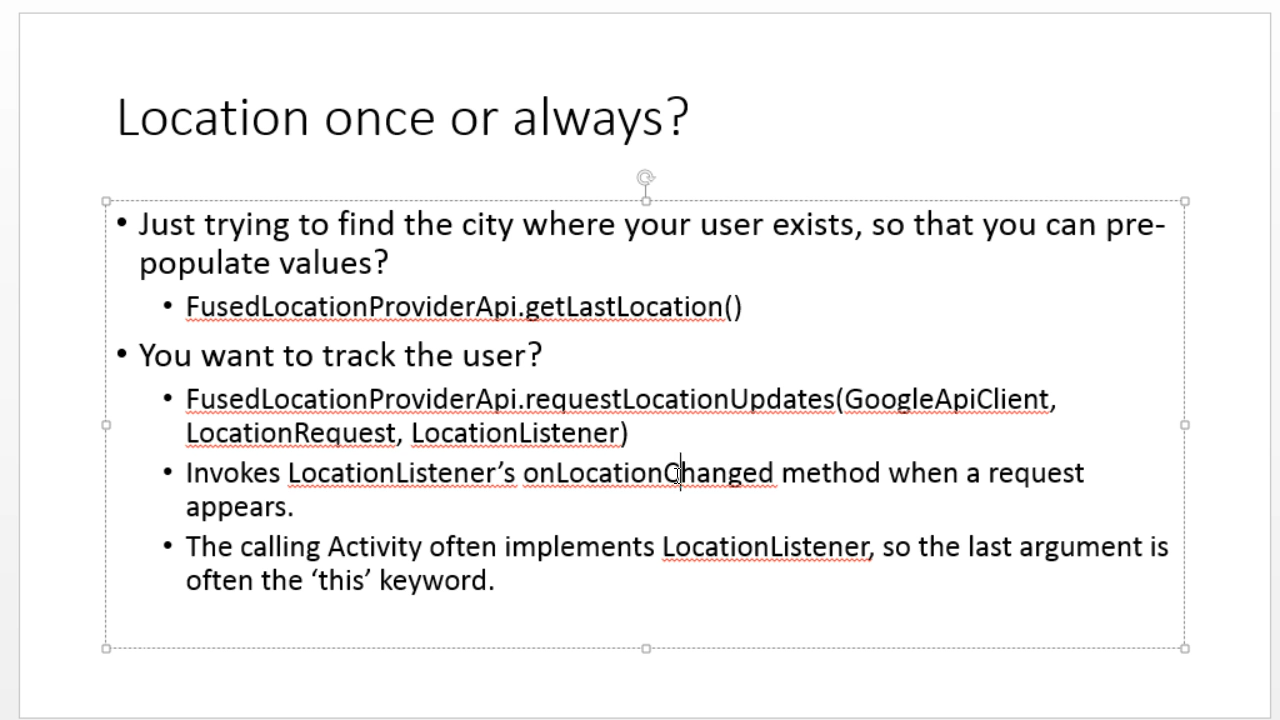 Location once or always?
• Just trying to find the city where your user exists, so that you can pre-
populate values?
• FusedLocationProviderApi.getLastLocation()
• You want to track the user?
• FusedLocationProviderApi.requestLocationUpdates(GoogleApiClient,
LocationRequest, LocationListener)
• Invokes LocationListener’s onLocationChanged method when a request
appears.
• The calling Activity often implements LocationListener, so the last argument is
often the ‘this’ keyword.